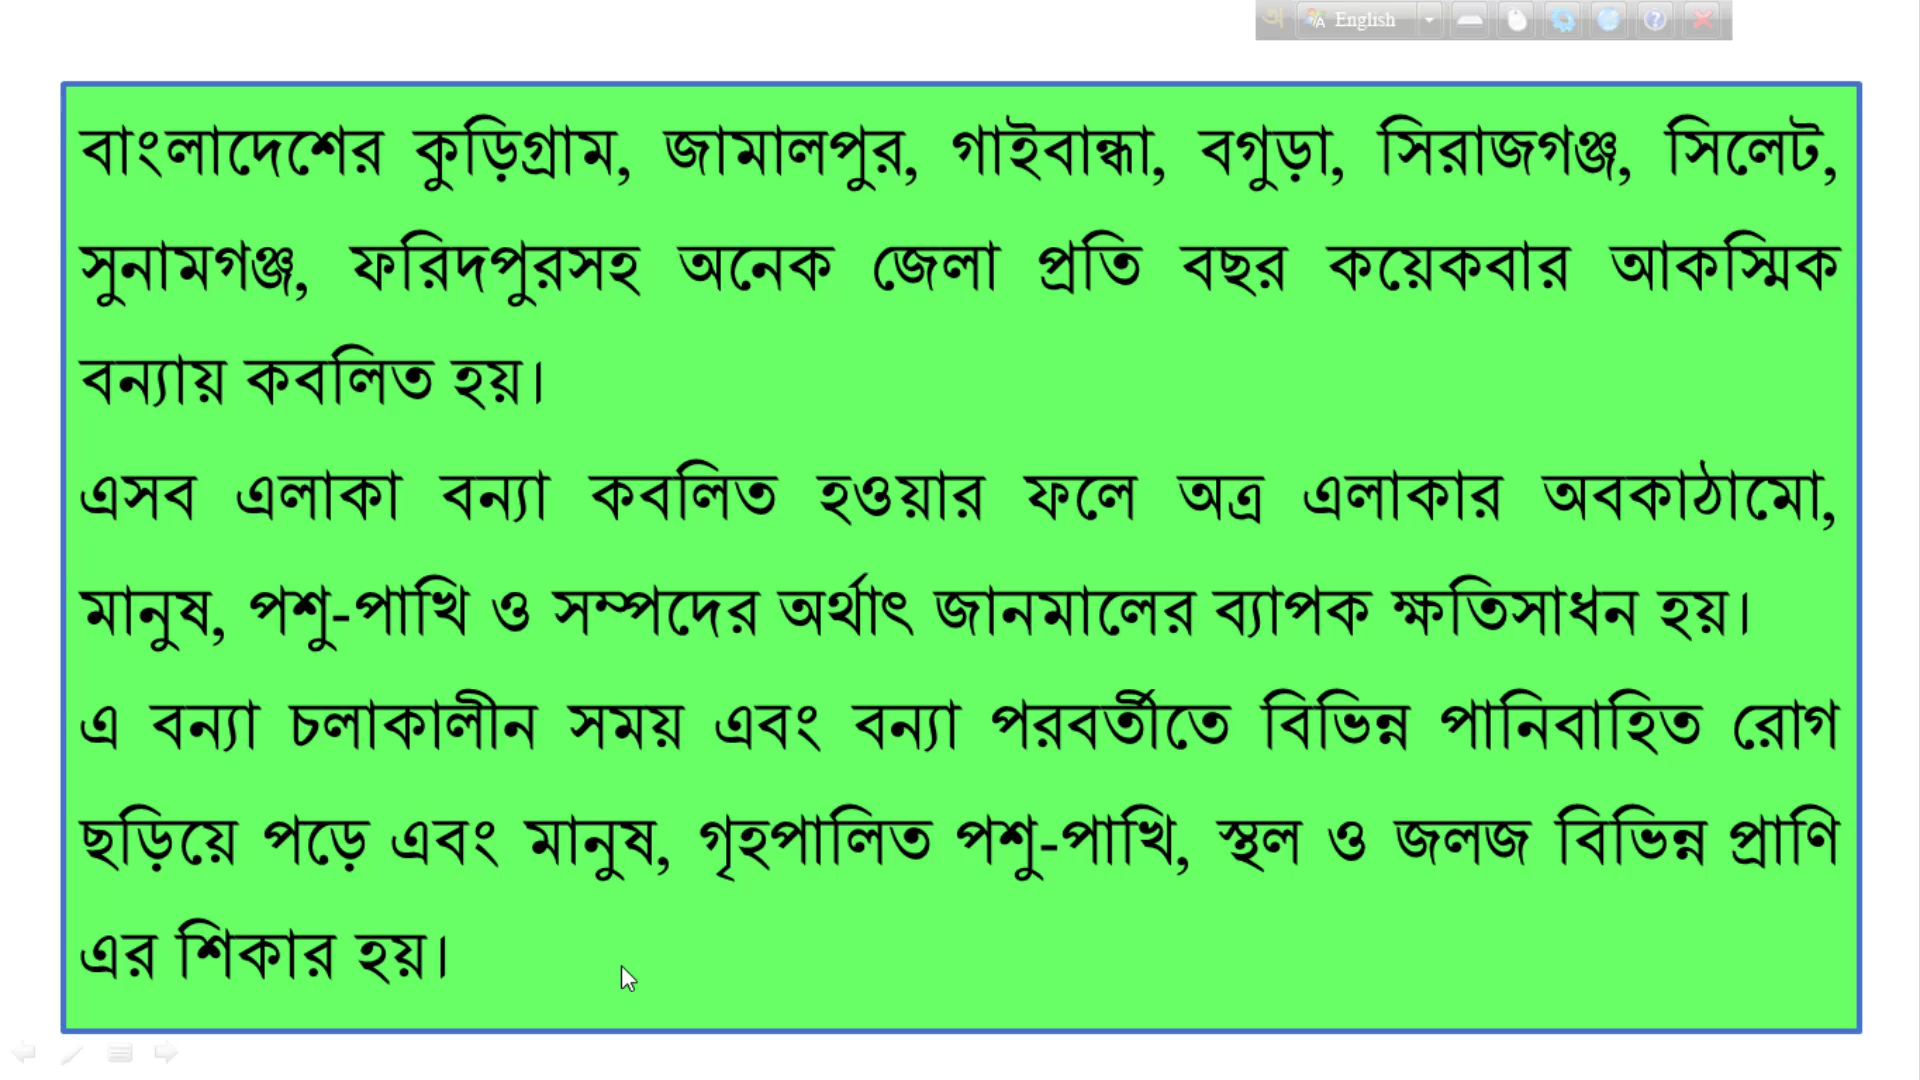 English
বাংলাদেশের কুড়িগ্রাম, জামালপুর, গাইবান্ধা, বগুড়া, সিরাজগঞ্জ, সিলেট,
সুনামগঞ্জ, ফরিদপুরসহ অনেক জেলা প্রতি বছর কয়েকবার আকস্মিক
বন্যায় কবলিত হয়।
এসব এলাকা বন্যা কবলিত হওয়ার ফলে অত্র এলাকার অবকাঠামো,
মানুষ, পশু-পাখি ও সম্পদের অর্থাৎ জানমালের ব্যাপক ক্ষতিসাধন হয়।
এ বন্যা চলাকালীন সময় এবং বন্যা পরবর্তীতে বিভিন্ন পানিবাহিত রোগ
ছড়িয়ে পড়ে এবং মানুষ, গৃহপালিত পশু-পাখি, স্থল ও জলজ বিভিন্ন প্রাণি
এর শিকার হয়।